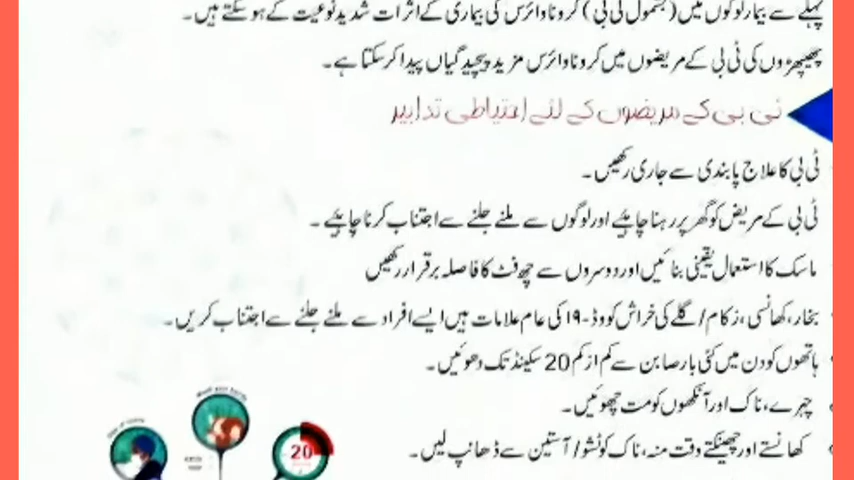 پہلے سے بیمار لوگوں میں (بشمول ٹی بی) کرونا وائرس کی بیماری کے اثرات شدید نوعیت کے ہو سکتے ہیں۔
پھیپھڑوں کی ٹی بی کے مریضوں میں کرونا وائرس مزید پیچیدگیاں پیدا کر سکتا ہے۔
ٹی بی کے مریضوں کے لئے احتیاطی تدابیر
ٹی بی کا علاج پابندی سے جاری رکھیں۔
ٹی بی کے مریض کو گھر پر رہنا چاہیئے اور لوگوں سے ملنے جلنے سے اجتناب کرنا چاہیئے۔
ماسک کا استعمال یقینی بنائیں اور دوسروں سے چھ فٹ کا فاصلہ برقرار رکھیں
بخار، کھانسی، زکام/ گلے کی خراش کووڈ-۱۹ کی عام علامات ہیں ایسے افراد سے ملنے جلنے سے اجتناب کریں۔
ہاتھوں کو دن میں کئی بار صابن سے کم از کم 20 سیکنڈ تک دھوئیں۔
چہرے، ناک اور آنکھوں کو مت چھوئیں۔
کھانستے اور چھینکتے وقت منہ، ناک کو ٹشو/ آستین سے ڈھانپ لیں۔
20